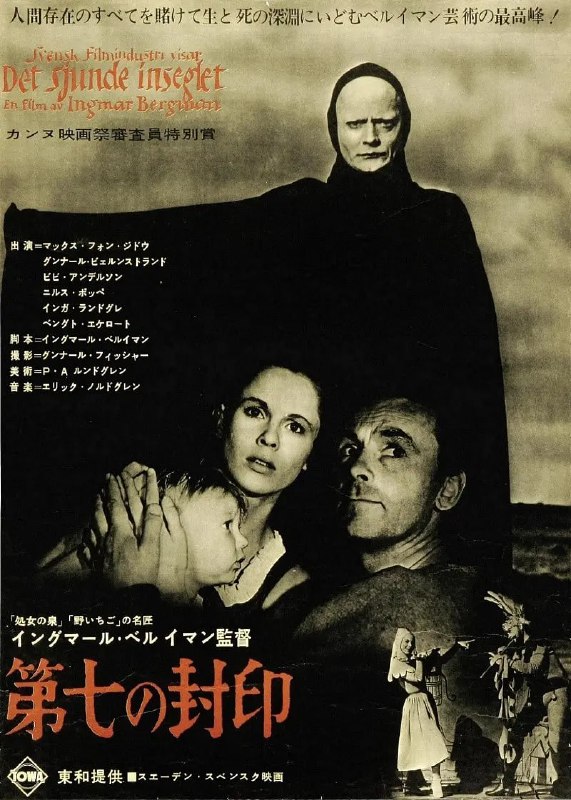 人間存在のすべてを賭けて生と死の深淵にいどむベルイマン芸術の最高峰！
Svensk Filmindustri visar
Det sjunde inseglet
En film av Ingmar Bergman
カンヌ映画祭審査員特別賞
出演=マックス・フォン・ジドウ
グンナール・ビェルンストランド
ビビ・アンデルソン
ニルス・ポッペ
インガ・ランドグレ
ベングト・エケロート
脚本=イングマール・ベルイマン
撮影=グンナール・フィッシャー
美術=P・A ルンドグレン
音楽=エリック・ノルドグレン
「処女の泉」「野いちご」の名匠
イングマール・ベルイマン監督
第七の封印
TOWA 東和提供 ■スエーデン・スベンスク映画